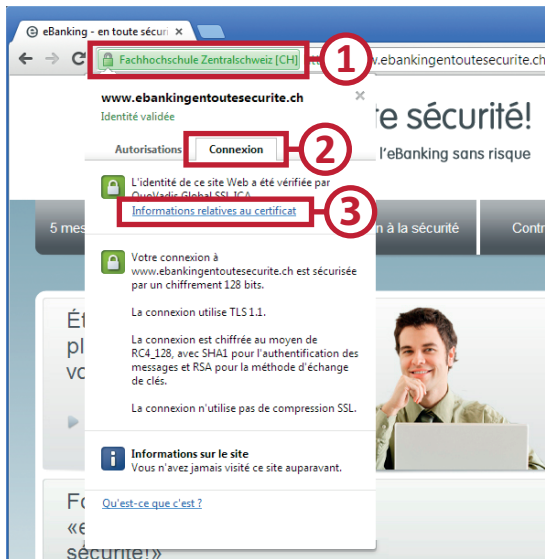 eBanking - en toute sécuri
Fachhochschule Zentralschweiz [CH]
1
.ebankingentoutesecurite.ch
www.ebankingentoutesecurite.ch
Identité validée
te sécurité!
l'eBanking sans risque
Autorisations
Connexion
2
L'identité de ce site Web a été vérifiée par
QuoVadis Global SSL ICA.
Informations relatives au certificat
3
5 mes
n à la sécurité
Contr
Votre connexion à
www.ebankingentoutesecurite.ch est sécurisée
par un chiffrement 128 bits.
La connexion utilise TLS 1.1.
La connexion est chiffrée au moyen de
RC4_128, avec SHA1 pour l'authentification des
messages et RSA pour la méthode d'échange
de clés.
La connexion n'utilise pas de compression SSL.
Ét
pl
vo
Informations sur le site
Vous n'avez jamais visité ce site auparavant.
Qu'est-ce que c'est ?
Fo
«e
sécurité!»